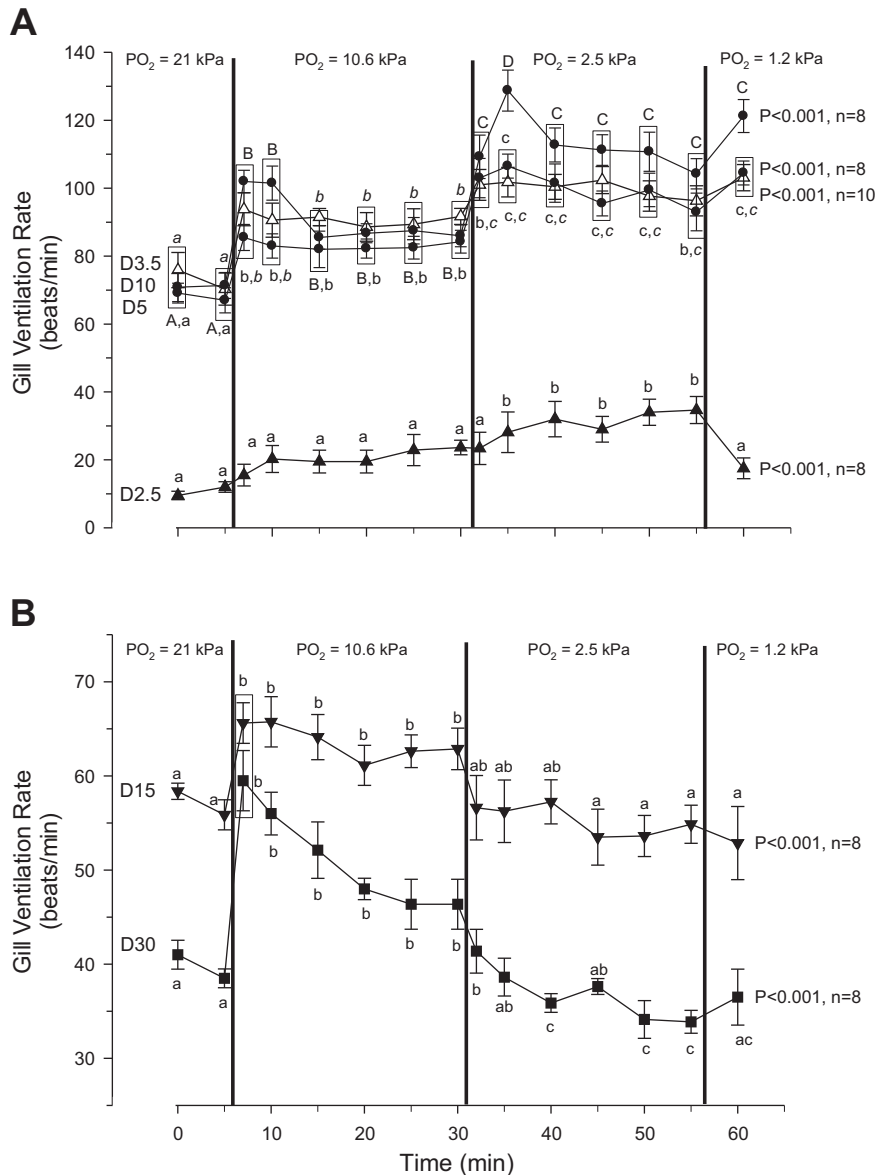 A
PO2 = 21 kPa PO2 = 10.6 kPa PO2 = 2.5 kPa PO2 = 1.2 kPa
140
120
100
80
60
40
20
0
Gill Ventilation Rate
(beats/min)
D3.5
D10
D5
D2.5
a a
A,a A,a
B B b b b b
b,b b,b B,b B,b B,b B,b
C D C C C C C
c
b,c c,c c,c c,c c,c b,c c,c
a a a a a a a a a b b b b b a
P<0.001, n=8
P<0.001, n=8
P<0.001, n=10
P<0.001, n=8
B
PO2 = 21 kPa PO2 = 10.6 kPa PO2 = 2.5 kPa PO2 = 1.2 kPa
70
60
50
40
30
Gill Ventilation Rate
(beats/min)
D15
a a b b b b b b ab ab ab a a a a
P<0.001, n=8
D30
a a b b b b b b b ab c ab c c ac
P<0.001, n=8
0 10 20 30 40 50 60
Time (min)